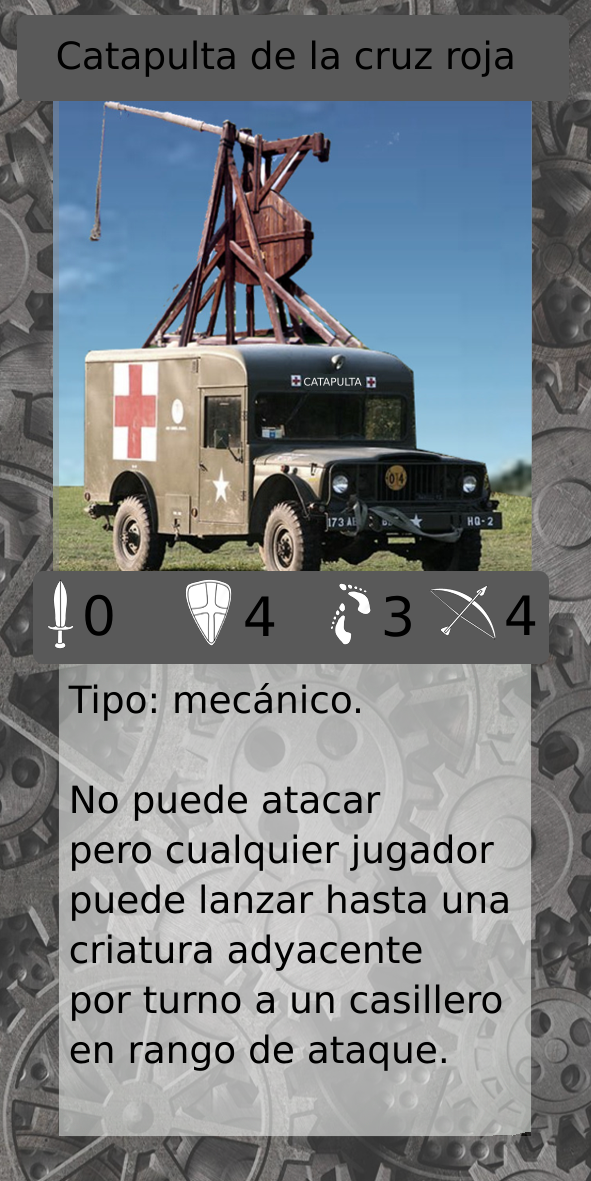 Catapulta de la cruz roja
CATAPULTA
HQ-2
0 4 3 4
Tipo: mecánico.
No puede atacar
pero cualquier jugador
puede lanzar hasta una
criatura adyacente
por turno a un casillero
en rango de ataque.